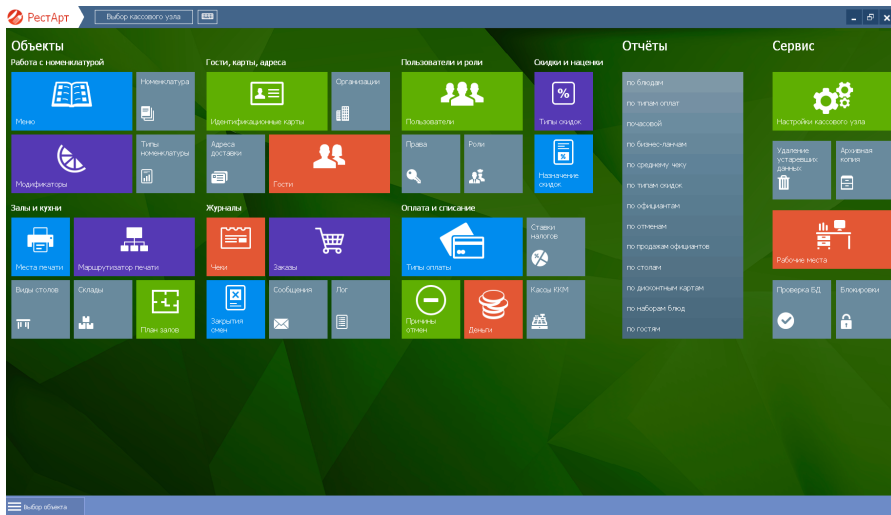 РестАрт
Выбор кассового узла
Объекты
Работа с номенклатурой
Меню
Номенклатура
Модификаторы
Типы
номенклатуры
Гости, карты, адреса
Идентификационные карты
Организации
Адреса
доставки
Гости
Пользователи и роли
Пользователи
Права
Роли
Скидки и наценки
%
Типы скидок
Назначение
скидок
Залы и кухни
Места печати
Маршрутизатор печати
Виды столов
Склады
План залов
Журналы
Чеки
Заказы
Закрытия
смен
Сообщения
Лог
Оплата и списание
Типы оплаты
Ставки
налогов
Причины
отмен
Деньги
Кассы ККМ
Отчёты
по блюдам
по типам оплат
почасовой
по бизнес-ланчам
по среднему чеку
по типам скидок
по официантам
по отменам
по продажам официантов
по столам
по дисконтным картам
по наборам блюд
по гостям
Сервис
Настройки кассового узла
Удаление
устаревших
данных
Архивная
копия
Рабочие места
Проверка БД
Блокировки
Выбор объекта